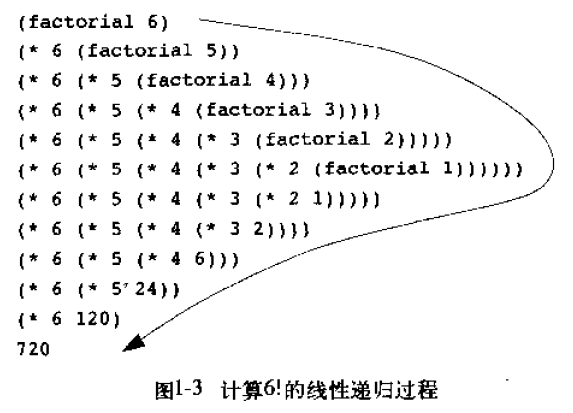 (factorial 6)
(* 6 (factorial 5))
(* 6 (* 5 (factorial 4)))
(* 6 (* 5 (* 4 (factorial 3))))
(* 6 (* 5 (* 4 (* 3 (factorial 2)))))
(* 6 (* 5 (* 4 (* 3 (* 2 (factorial 1))))))
(* 6 (* 5 (* 4 (* 3 (* 2 1)))))
(* 6 (* 5 (* 4 (* 3 2))))
(* 6 (* 5 (* 4 6)))
(* 6 (* 5 24))
(* 6 120)
720
图1-3 计算6!的线性递归过程